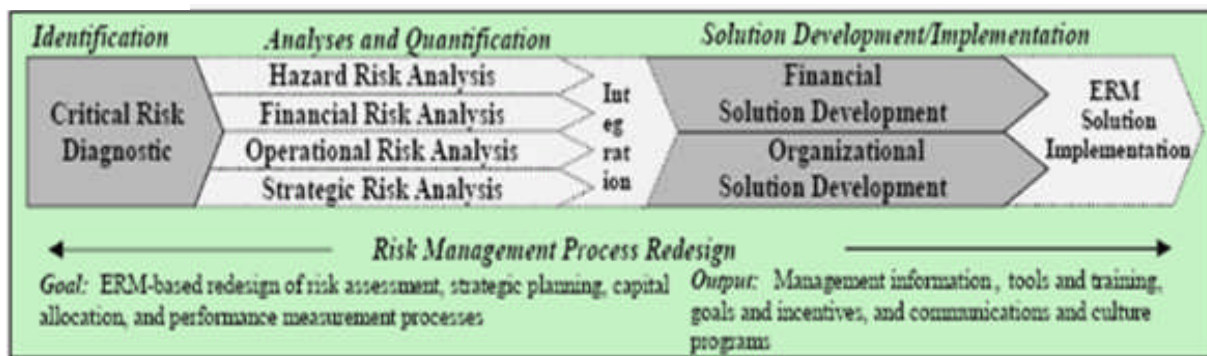 Identification
Analyses and Quantification
Solution Development/Implementation
Critical Risk
Diagnostic
Hazard Risk Analysis
Financial Risk Analysis
Operational Risk Analysis
Strategic Risk Analysis
Int
eg
rat
ion
Financial
Solution Development
Organizational
Solution Development
ERM
Solution
Implementation
Risk Management Process Redesign
Goal: ERM-based redesign of risk assessment, strategic planning, capital
allocation, and performance measurement processes
Output: Management information , tools and training,
goals and incentives, and communications and culture
programs